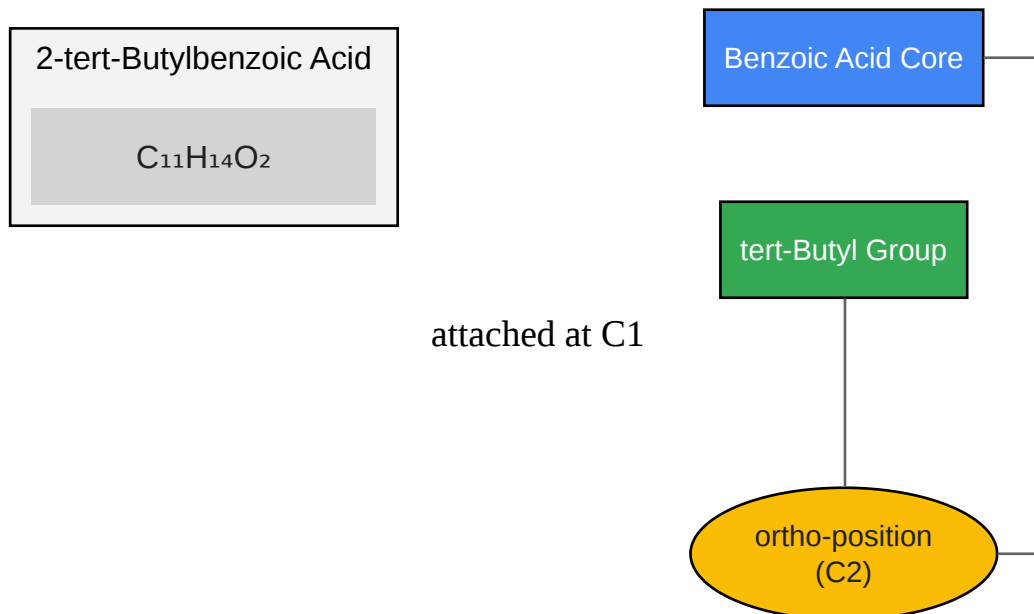 2-tert-Butylbenzoic Acid
C₁₁H₁₄O₂
Benzoic Acid Core
tert-Butyl Group
attached at C1
ortho-position
(C2)